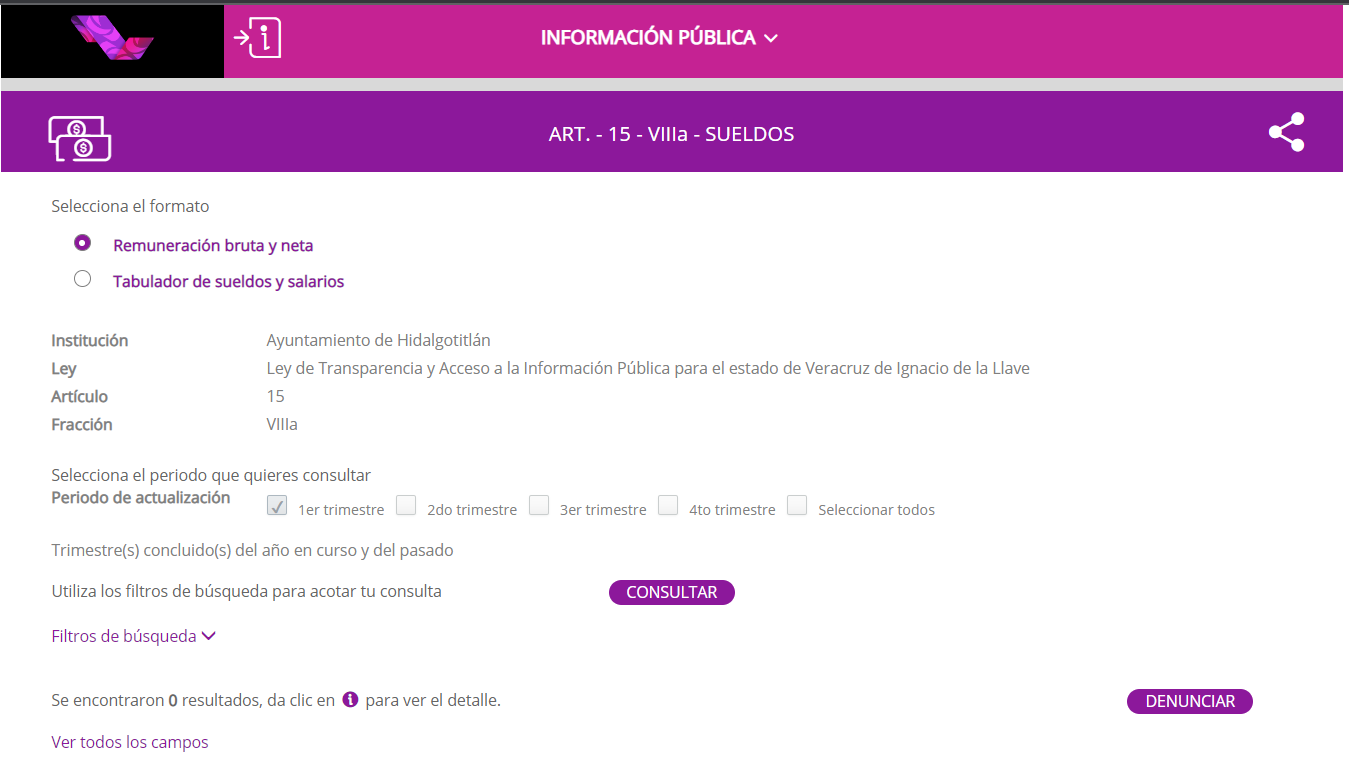 INFORMACIÓN PÚBLICA
ART. - 15 - VIIIa - SUELDOS
Selecciona el formato
Remuneración bruta y neta
Tabulador de sueldos y salarios
Institución Ayuntamiento de Hidalgotitlán
Ley Ley de Transparencia y Acceso a la Información Pública para el estado de Veracruz de Ignacio de la Llave
Artículo 15
Fracción VIIIa
Selecciona el periodo que quieres consultar
Periodo de actualización 1er trimestre 2do trimestre 3er trimestre 4to trimestre Seleccionar todos
Trimestre(s) concluido(s) del año en curso y del pasado
Utiliza los filtros de búsqueda para acotar tu consulta CONSULTAR
Filtros de búsqueda
Se encontraron 0 resultados, da clic en i para ver el detalle. DENUNCIAR
Ver todos los campos